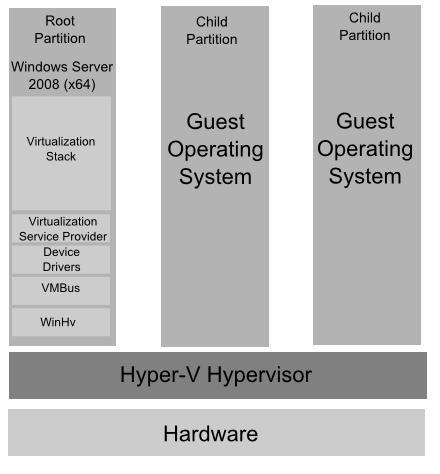 Root
Partition
Windows Server
2008 (x64)
Virtualization
Stack
Virtualization
Service Provider
Device
Drivers
VMBus
WinHv
Child
Partition
Guest
Operating
System
Child
Partition
Guest
Operating
System
Hyper-V Hypervisor
Hardware